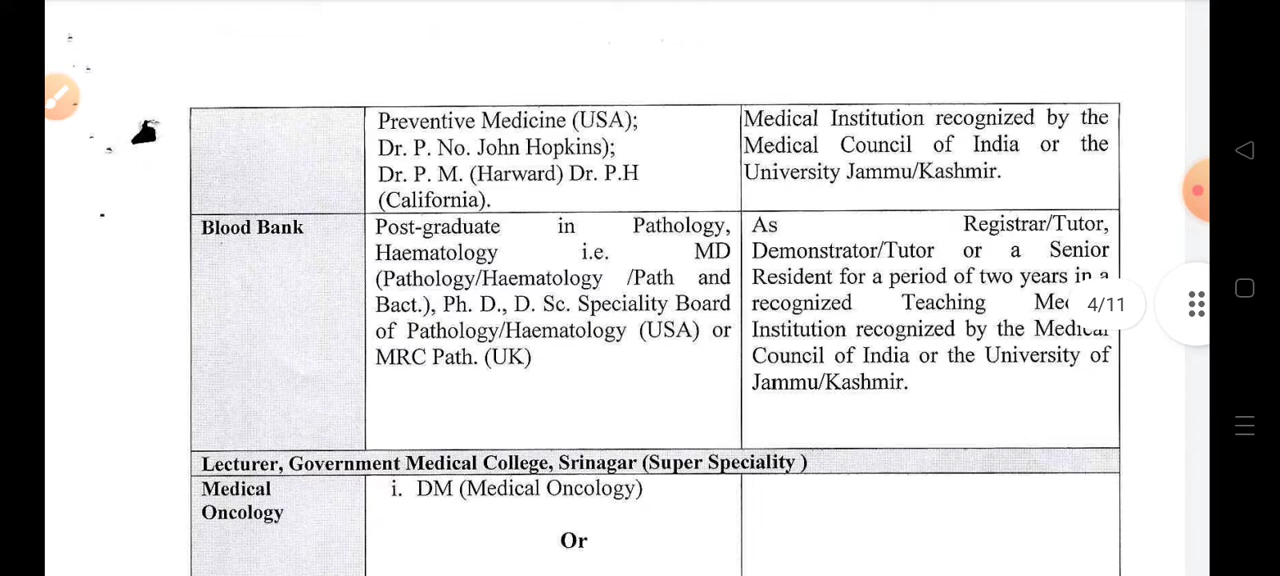 Preventive Medicine (USA);
Dr. P. No. John Hopkins);
Dr. P. M. (Harward) Dr. P.H
(California).
Medical Institution recognized by the
Medical Council of India or the
University Jammu/Kashmir.
Blood Bank
Post-graduate in Pathology,
Haematology i.e. MD
(Pathology/Haematology /Path and
Bact.), Ph. D., D. Sc. Speciality Board
of Pathology/Haematology (USA) or
MRC Path. (UK)
As Registrar/Tutor,
Demonstrator/Tutor or a Senior
Resident for a period of two years in a
recognized Teaching
Institution recognized by the Medical
Council of India or the University of
Jammu/Kashmir.
4/11
Lecturer, Government Medical College, Srinagar (Super Speciality )
Medical
Oncology
i. DM (Medical Oncology)
Or